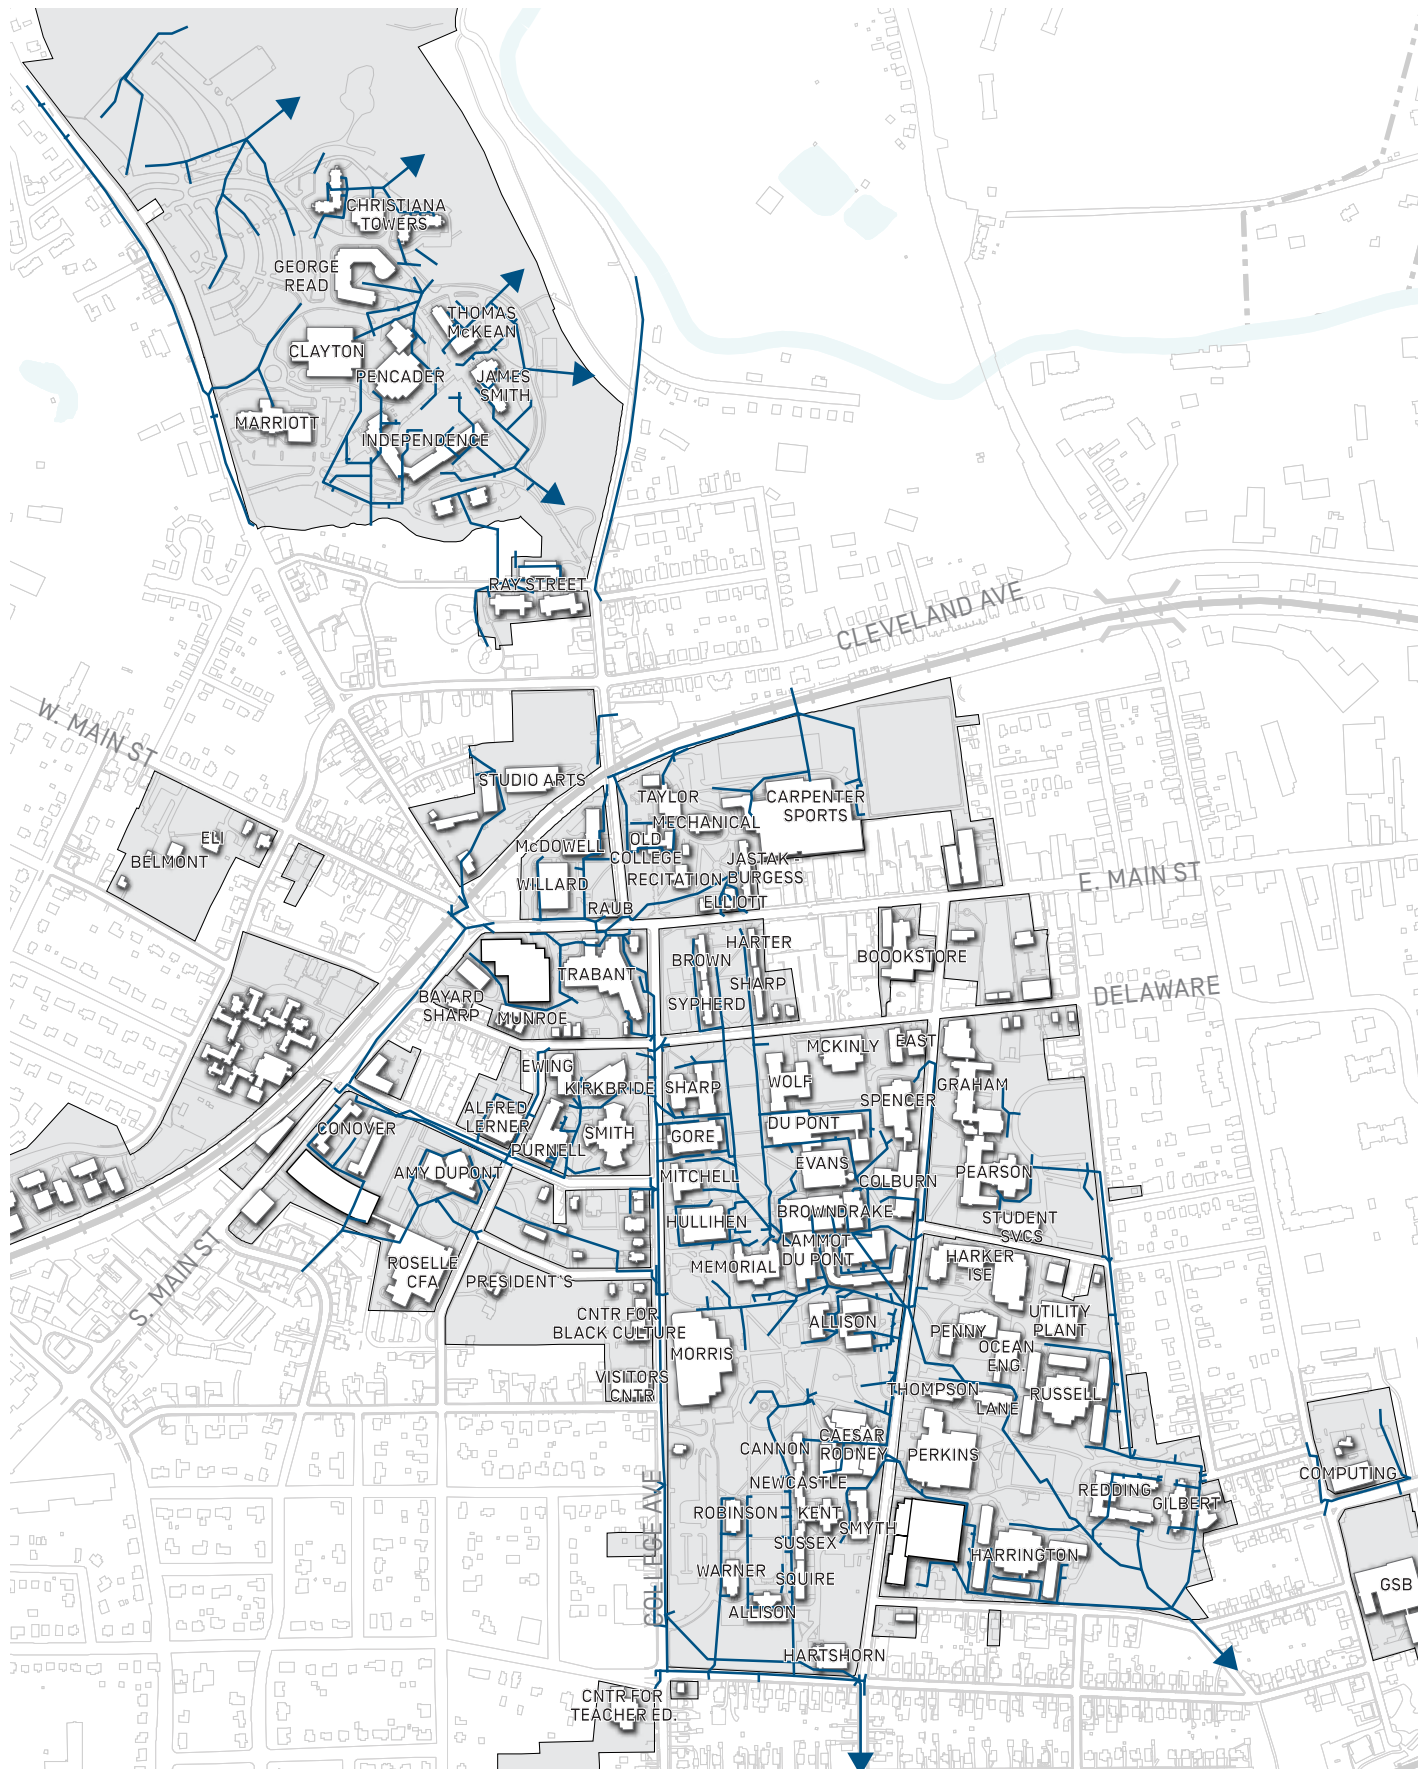 CHRISTIANA
TOWERS
GEORGE
READ
THOMAS
McKEAN
CLAYTON
PENCADER
JAMES
SMITH
MARRIOTT
INDEPENDENCE
RAY STREET
CLEVELAND AVE
W. MAIN ST
STUDIO ARTS
TAYLOR
CARPENTER
SPORTS
MECHANICAL
ELI
BELMONT
McDOWELL
OLD
COLLEGE
JASTAK -
BURGESS
WILLARD
RECITATION
E. MAIN ST
RAUB
ELLIOTT
HARTER
BROWN
BOOOKSTORE
TRABANT
SHARP
BAYARD
SHARP
SYPHERD
DELAWARE
MUNROE
MCKINLY
EAST
EWING
KIRKBRIDE
SHARP
WOLF
SPENCER
GRAHAM
ALFRED
LERNER
CONOVER
PURNELL
SMITH
GORE
DU PONT
AMY DUPONT
MITCHELL
EVANS
COLBURN
PEARSON
HULLIHEN
BROWN
DRAKE
STUDENT
SVCS
LAMMOT
DU PONT
MEMORIAL
HARKER
ISE
S. MAIN ST
ROSELLE
CFA
PRESIDENT'S
CNTR FOR
BLACK CULTURE
ALLISON
UTILITY
PLANT
MORRIS
PENNY
OCEAN
ENG.
VISITORS
CNTR
THOMPSON
LANE
RUSSELL
CAESAR
RODNEY
CANNON
PERKINS
COMPUTING
NEWCASTLE
REDDING
GILBERT
COLLEGE AVE
ROBINSON
KENT
SMYTH
SUSSEX
HARRINGTON
WARNER
SQUIRE
GSB
ALLISON
HARTSHORN
CNTR FOR
TEACHER ED.